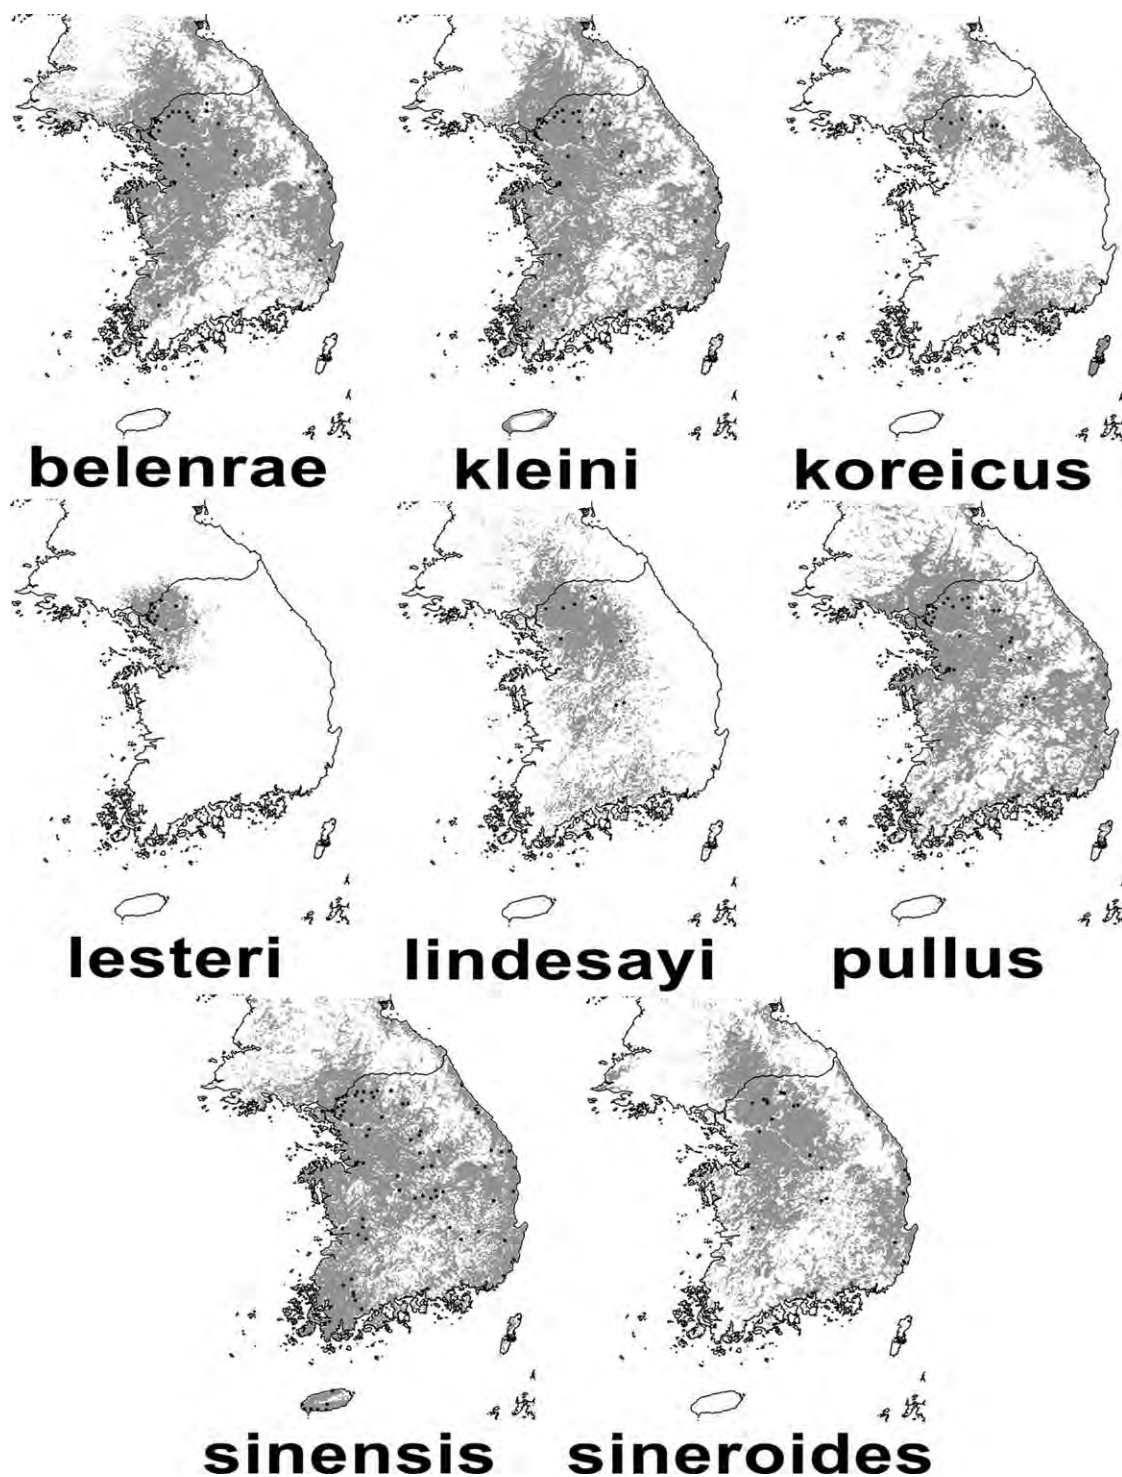 belenrae kleini koreicus
lesteri lindesayi pullus
sinensis sineroides